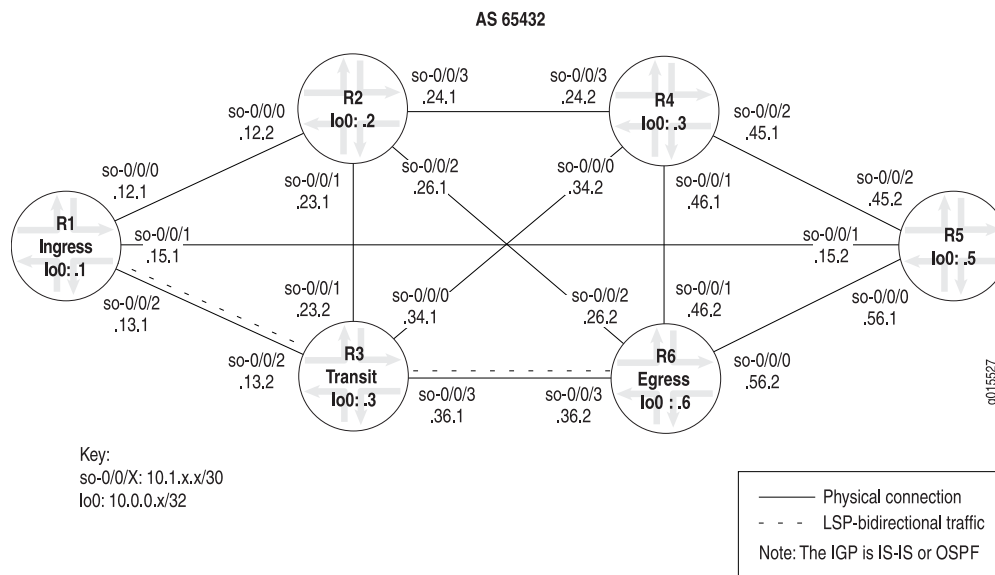 AS 65432
R2
lo0: .2
R4
lo0: .3
so-0/0/3
.24.1
so-0/0/3
.24.2
so-0/0/0
.12.2
so-0/0/2
.45.1
so-0/0/0
.12.1
so-0/0/1
.23.1
so-0/0/2
.26.1
so-0/0/0
.34.2
so-0/0/1
.46.1
so-0/0/2
.45.2
R1
Ingress
lo0: .1
so-0/0/1
.15.1
so-0/0/1
.15.2
R5
lo0: .5
so-0/0/2
.13.1
so-0/0/1
.23.2
so-0/0/0
.34.1
so-0/0/2
.26.2
so-0/0/1
.46.2
so-0/0/0
.56.1
so-0/0/2
.13.2
R3
Transit
lo0: .3
R6
Egress
lo0 : .6
so-0/0/0
.56.2
so-0/0/3
.36.1
so-0/0/3
.36.2
g015527
Key:
so-0/0/X: 10.1.x.x/30
lo0: 10.0.0.x/32
Physical connection
LSP-bidirectional traffic
Note: The IGP is IS-IS or OSPF